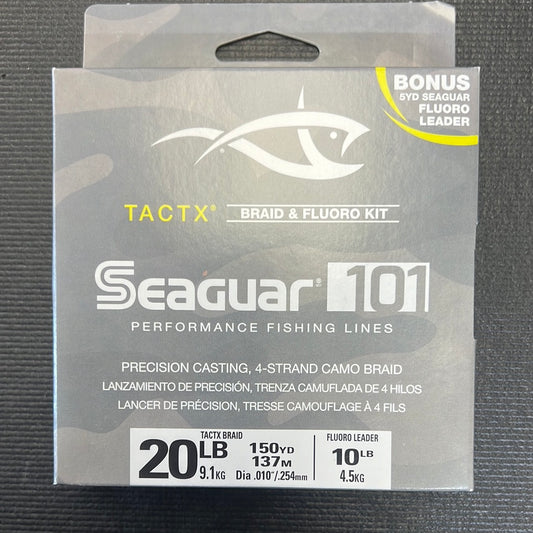 BONUS
5YD SEAGUAR
FLUORO
LEADER
TACTX® BRAID & FLUORO KIT
SEAGUAR® 101
PERFORMANCE FISHING LINES
PRECISION CASTING, 4-STRAND CAMO BRAID
LANZAMIENTO DE PRECISIÓN, TRENZA CAMUFLADA DE 4 HILOS
LANCER DE PRÉCISION, TRESSE CAMOUFLAGE À 4 FILS
TACTX BRAID
20LB
9.1KG
150YD
137M
Dia .010"/.254mm
FLUORO LEADER
10LB
4.5KG